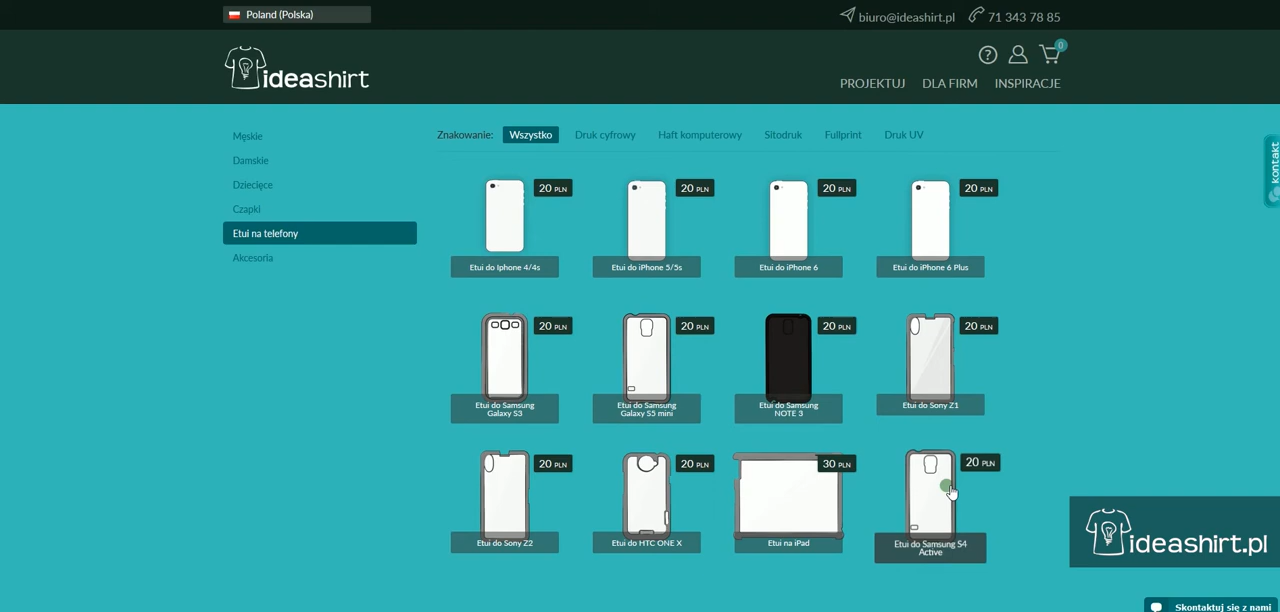 Poland (Polska)
biuro@ideashirt.pl
71 343 78 85
ideashirt
0
PROJEKTUJ
DLA FIRM
INSPIRACJE
Męskie
Damskie
Dziecięce
Czapki
Etui na telefony
Akcesoria
Znakowanie:
Wszystko
Druk cyfrowy
Haft komputerowy
Sitodruk
Fullprint
Druk UV
kontakt
20 PLN
Etui do Iphone 4/4s
20 PLN
Etui do iPhone 5/5s
20 PLN
Etui do iPhone 6
20 PLN
Etui do iPhone 6 Plus
20 PLN
Etui do Samsung
Galaxy S3
20 PLN
Etui do Samsung
Galaxy S5 mini
20 PLN
Etui do Samsung
NOTE 3
20 PLN
Etui do Sony Z1
20 PLN
Etui do Sony Z2
20 PLN
Etui do HTC ONE X
30 PLN
Etui na iPad
20 PLN
Etui do Samsung S4
Active
ideashirt.pl
Skontaktuj się z nami